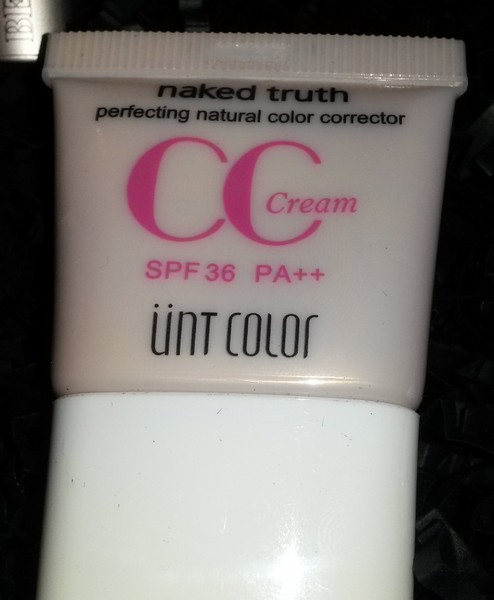 naked truth
perfecting natural color corrector
CC Cream
SPF 36 PA++
üNT COLOR